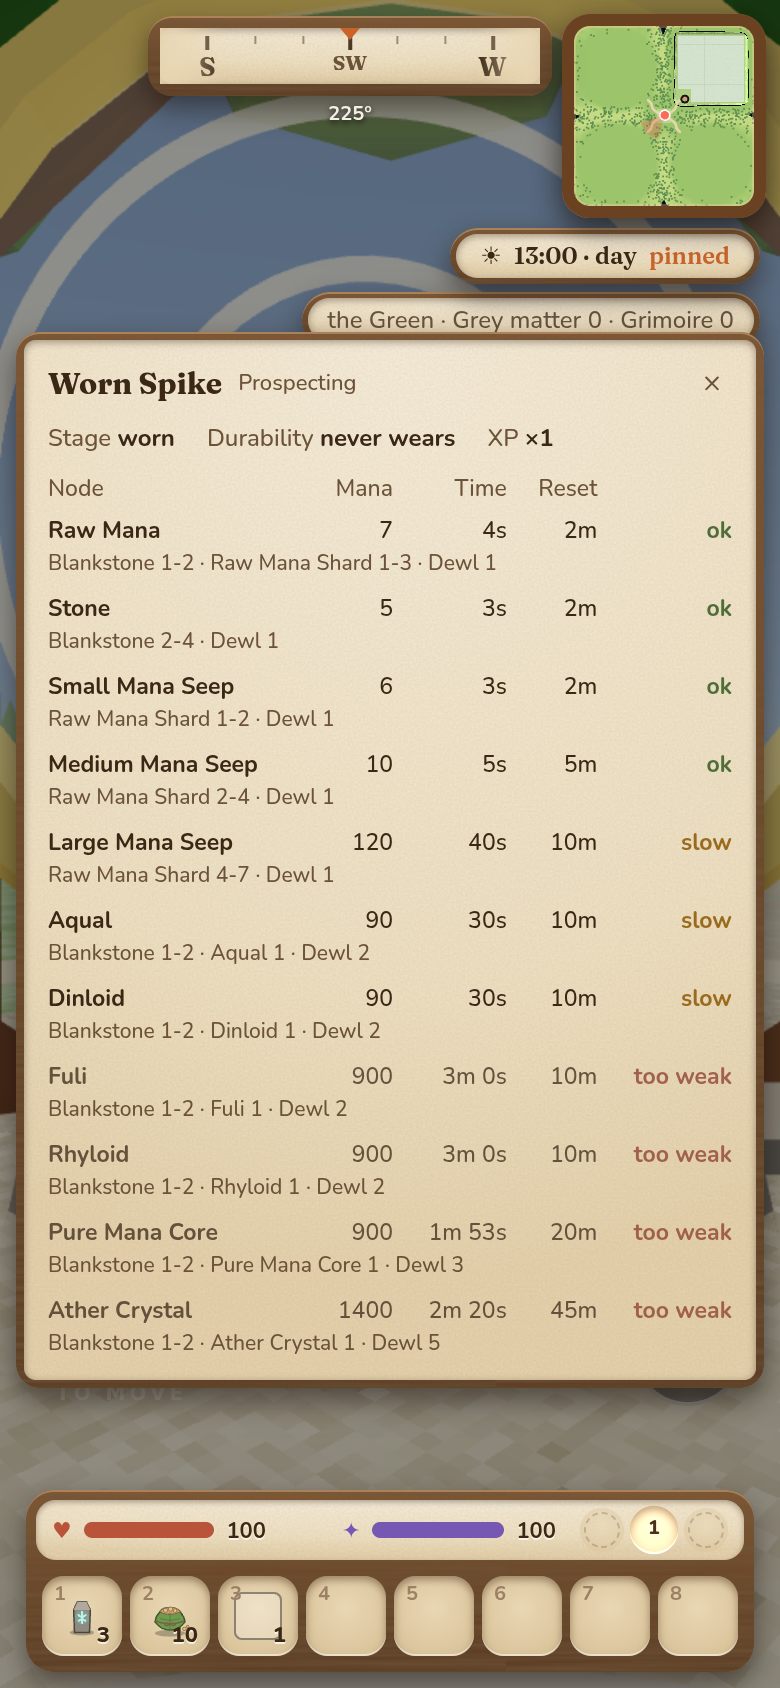 S SW W
225°
13:00 · day pinned
the Green · Grey matter 0 · Grimoire 0
Worn Spike Prospecting ×
Stage worn Durability never wears XP ×1
Node Mana Time Reset
Raw Mana 7 4s 2m ok
Blankstone 1-2 · Raw Mana Shard 1-3 · Dewl 1
Stone 5 3s 2m ok
Blankstone 2-4 · Dewl 1
Small Mana Seep 6 3s 2m ok
Raw Mana Shard 1-2 · Dewl 1
Medium Mana Seep 10 5s 5m ok
Raw Mana Shard 2-4 · Dewl 1
Large Mana Seep 120 40s 10m slow
Raw Mana Shard 4-7 · Dewl 1
Aqual 90 30s 10m slow
Blankstone 1-2 · Aqual 1 · Dewl 2
Dinloid 90 30s 10m slow
Blankstone 1-2 · Dinloid 1 · Dewl 2
Fuli 900 3m 0s 10m too weak
Blankstone 1-2 · Fuli 1 · Dewl 2
Rhyloid 900 3m 0s 10m too weak
Blankstone 1-2 · Rhyloid 1 · Dewl 2
Pure Mana Core 900 1m 53s 20m too weak
Blankstone 1-2 · Pure Mana Core 1 · Dewl 3
Ather Crystal 1400 2m 20s 45m too weak
Blankstone 1-2 · Ather Crystal 1 · Dewl 5
TO MOVE
100 100 1
1 2 3 4 5 6 7 8
3 10 1